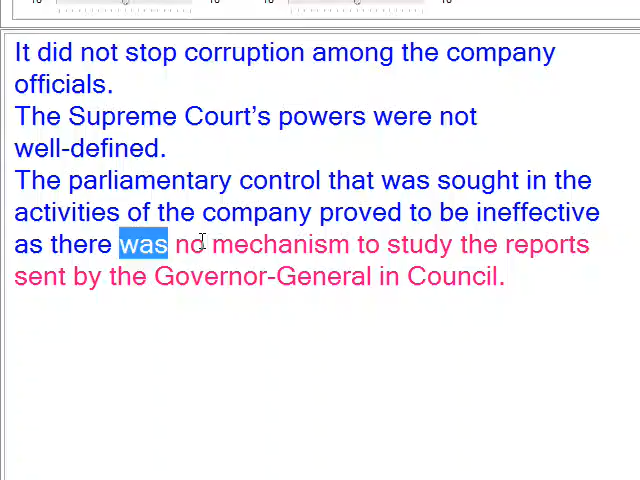 It did not stop corruption among the company
officials.
The Supreme Court’s powers were not
well-defined.
The parliamentary control that was sought in the
activities of the company proved to be ineffective
as there was no mechanism to study the reports
sent by the Governor-General in Council.